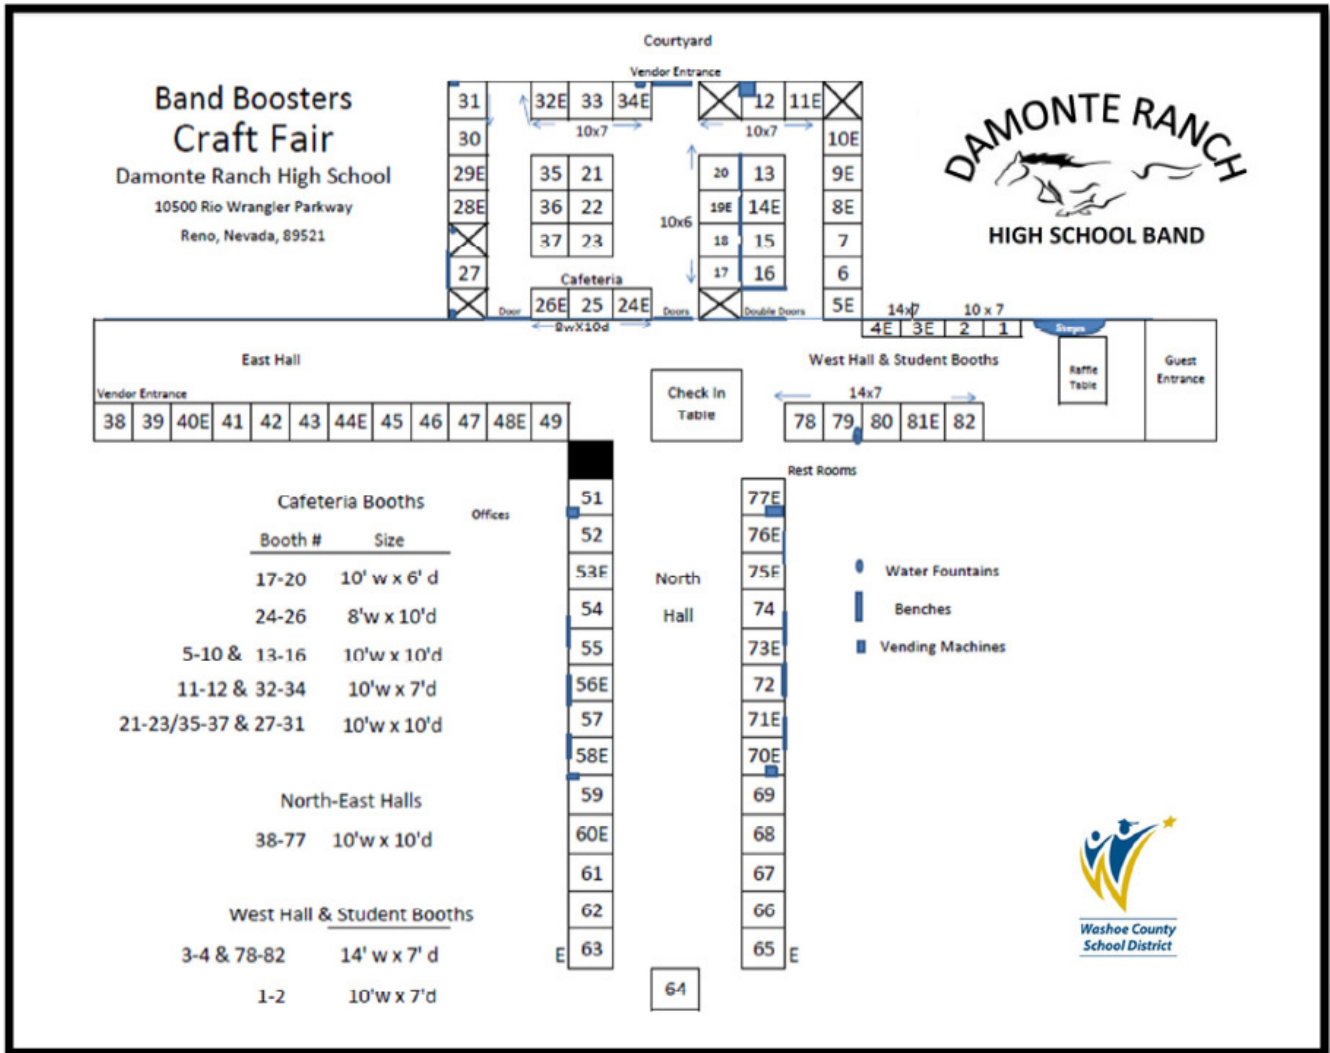 Courtyard
Vendor Entrance
Band Boosters
Craft Fair
Damonte Ranch High School
10500 Rio Wrangler Parkway
Reno, Nevada, 89521
DAMONTE RANCH
HIGH SCHOOL BAND
31 32E 33 34E 12 11E
10x7 10x7
30 10E
29E 35 21 20 13 9E
28E 36 22 19E 14E 8E
10x6
37 23 18 15 7
Cafeteria
27 17 16 6
Door 26E 25 24E Doors Double Doors 5E
8wX10d
14x7 10 x 7
4E 3E 2 1 Steps
East Hall
West Hall & Student Booths
Raffle
Table
Guest
Entrance
Vendor Entrance
Check In
Table
14x7
38 39 40E 41 42 43 44E 45 46 47 48E 49
78 79 80 81E 82
Rest Rooms
Offices
51 77E
52 76E
53E 75E
54 74
55 73E
56E 72
57 71E
58E 70E
59 69
60E 68
61 67
62 66
E 63 65 E
64
North
Hall
Cafeteria Booths
Booth # Size
17-20 10' w x 6' d
24-26 8'w x 10'd
5-10 & 13-16 10'w x 10'd
11-12 & 32-34 10'w x 7'd
21-23/35-37 & 27-31 10'w x 10'd
North-East Halls
38-77 10'w x 10'd
West Hall & Student Booths
3-4 & 78-82 14' w x 7' d
1-2 10'w x 7'd
Water Fountains
Benches
Vending Machines
Washoe County
School District